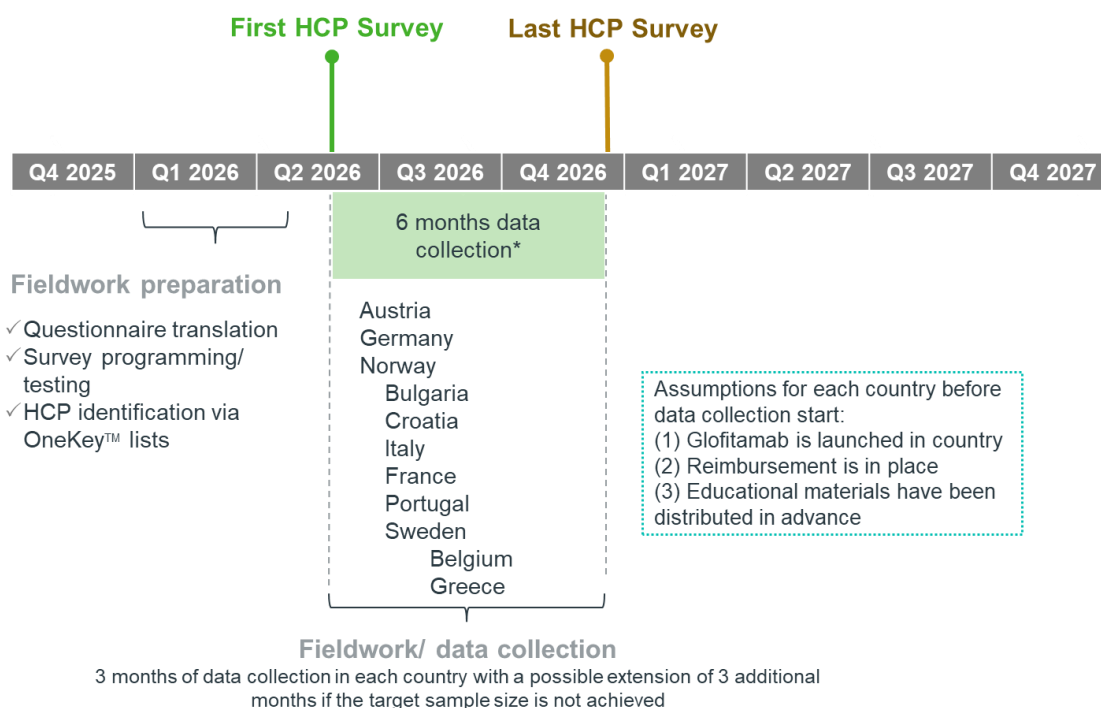 First HCP Survey
Last HCP Survey
Q4 2025 Q1 2026 Q2 2026 Q3 2026 Q4 2026 Q1 2027 Q2 2027 Q3 2027 Q4 2027
6 months data
collection*
Fieldwork preparation
✓Questionnaire translation
✓Survey programming/
testing
✓HCP identification via
OneKey™ lists
Austria
Germany
Norway
Bulgaria
Croatia
Italy
France
Portugal
Sweden
Belgium
Greece
Assumptions for each country before
data collection start:
(1) Glofitamab is launched in country
(2) Reimbursement is in place
(3) Educational materials have been
distributed in advance
Fieldwork/ data collection
3 months of data collection in each country with a possible extension of 3 additional
months if the target sample size is not achieved